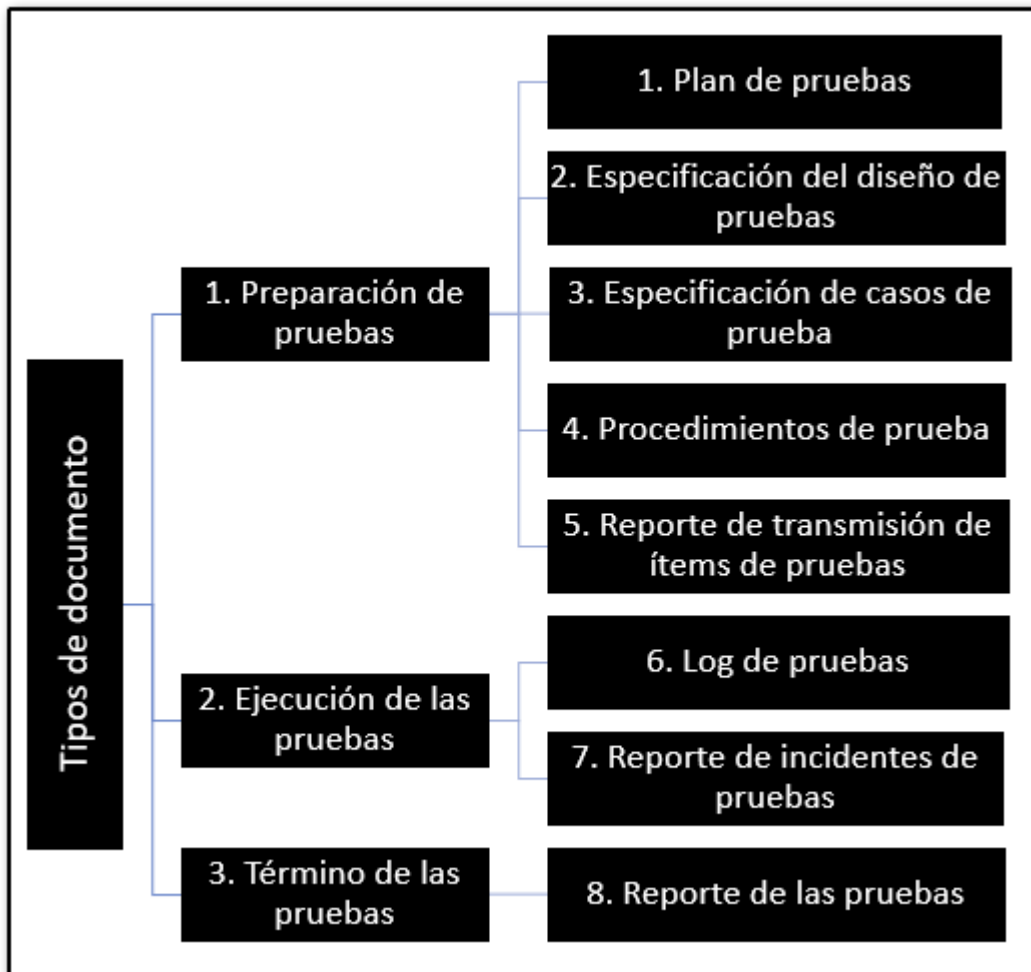 Tipos de documento
1. Preparación de
pruebas
1. Plan de pruebas
2. Especificación del diseño de
pruebas
3. Especificación de casos de
prueba
4. Procedimientos de prueba
5. Reporte de transmisión de
ítems de pruebas
2. Ejecución de las
pruebas
6. Log de pruebas
7. Reporte de incidentes de
pruebas
3. Término de las
pruebas
8. Reporte de las pruebas